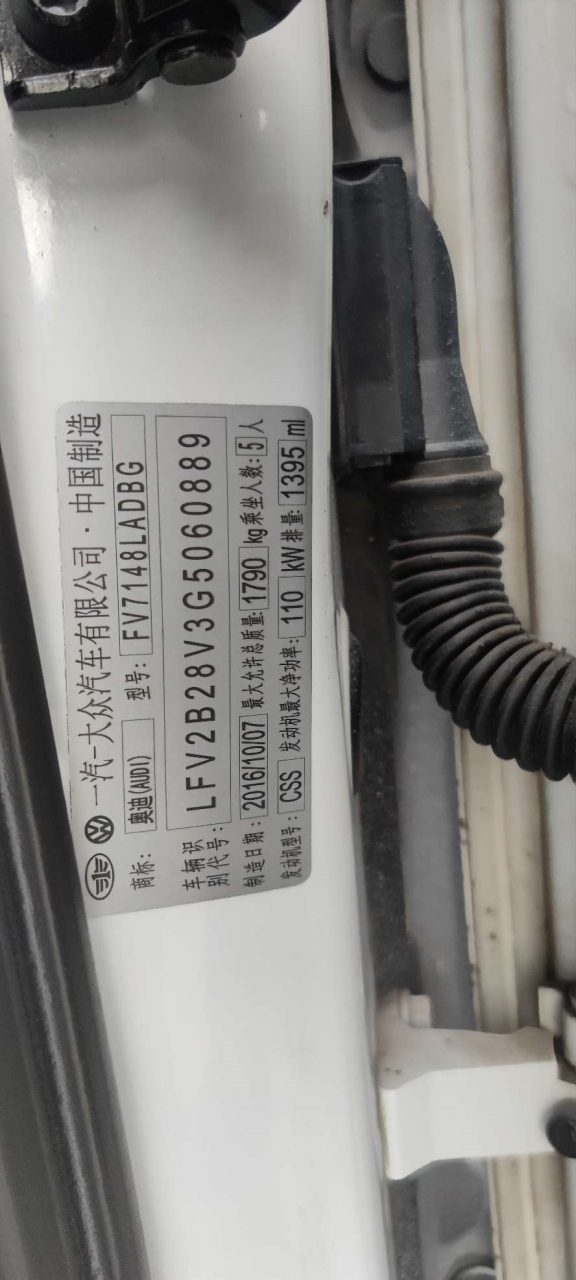 一汽-大众汽车有限公司·中国制造
商标: 奥迪(AUDI) 型号: FV7148LADBG
车辆识
别代号: LFV2B28V3G5060889
制造日期: 2016/10/07 最大允许总质量: 1790 kg 乘坐人数: 5 人
发动机型号: CSS 发动机最大净功率: 110 kW 排量: 1395 ml